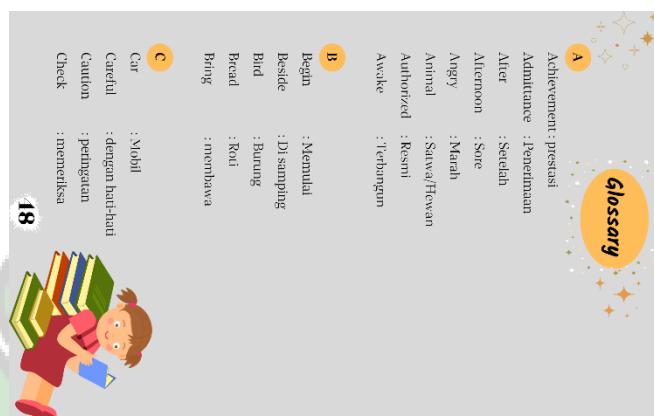 Glossary
A
Achievement : prestasi
Admittance : Penerimaan
After : Setelah
Afternoon : Sore
Angry : Marah
Animal : Satwa/Hewan
Authorized : Resmi
Awake : Terbangun
B
Begin : Memulai
Beside : Di samping
Bird : Burung
Bread : Roti
Bring : membawa
C
Car : Mobil
Careful : dengan hati-hati
Caution : peringatan
Check : memeriksa
48